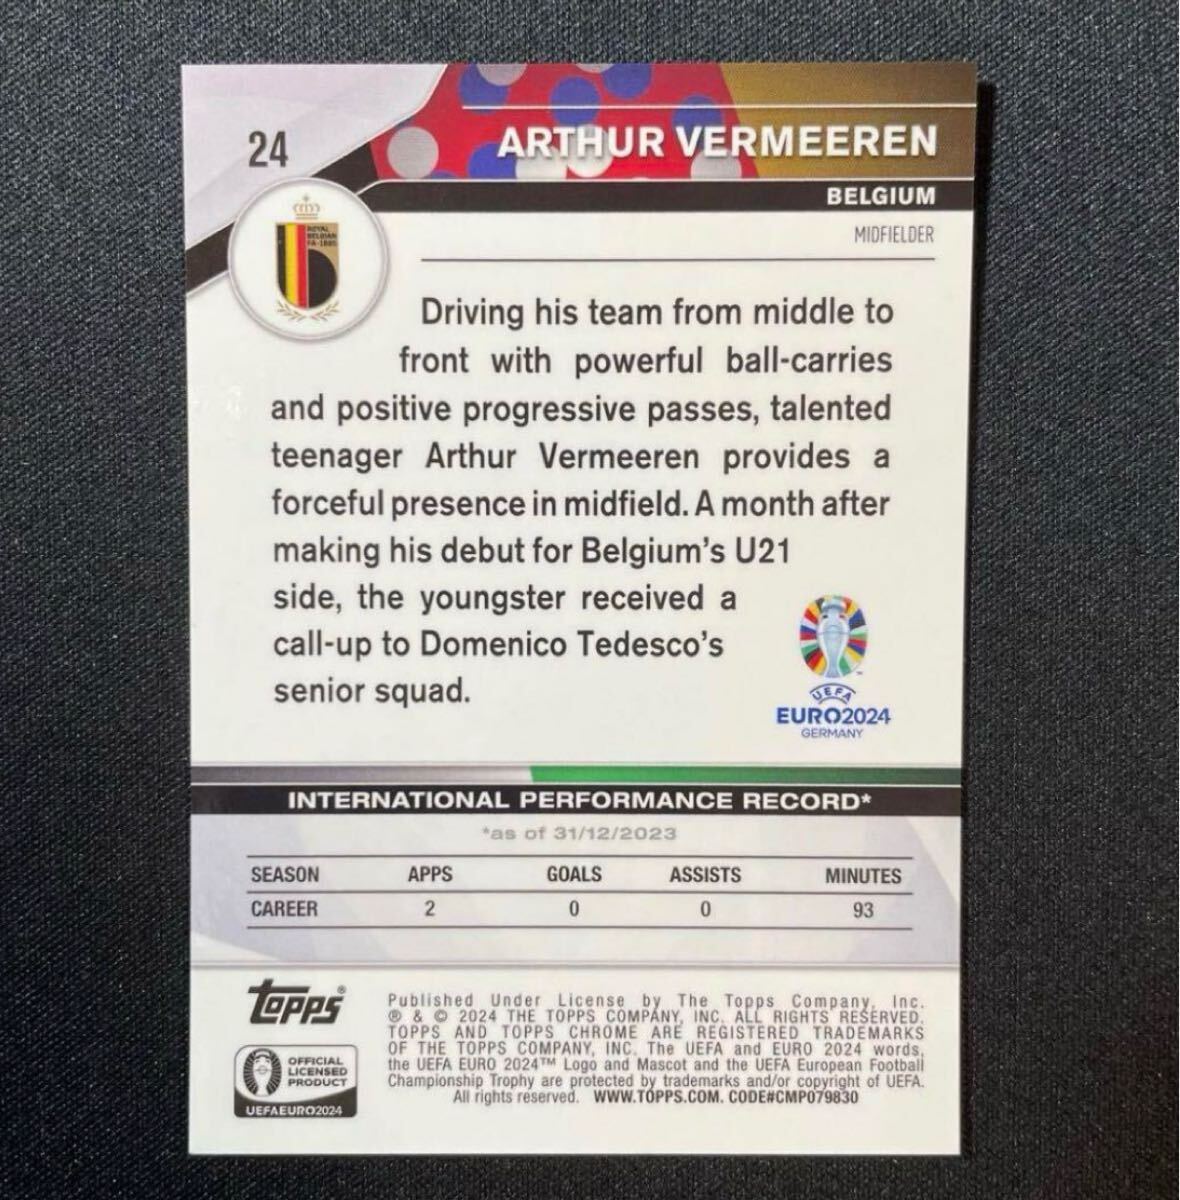 24
ARTHUR VERMEEREN
BELGIUM
MIDFIELDER
ROYAL
BELGIAN
FA-1895
Driving his team from middle to
front with powerful ball-carries
and positive progressive passes, talented
teenager Arthur Vermeeren provides a
forceful presence in midfield. A month after
making his debut for Belgium's U21
side, the youngster received a
call-up to Domenico Tedesco's
senior squad.
UEFA
EURO2024
GERMANY
INTERNATIONAL PERFORMANCE RECORD*
*as of 31/12/2023
SEASON APPS GOALS ASSISTS MINUTES
CAREER 2 0 0 93
topps®
OFFICIAL
LICENSED
PRODUCT
UEFAEURO2024
Published Under License by The Topps Company, Inc.
® & © 2024 THE TOPPS COMPANY, INC. ALL RIGHTS RESERVED.
TOPPS AND TOPPS CHROME ARE REGISTERED TRADEMARKS
OF THE TOPPS COMPANY, INC. The UEFA and EURO 2024 words,
the UEFA EURO 2024™ Logo and Mascot and the UEFA European Football
Championship Trophy are protected by trademarks and/or copyright of UEFA.
All rights reserved. WWW.TOPPS.COM. CODE#CMP079830